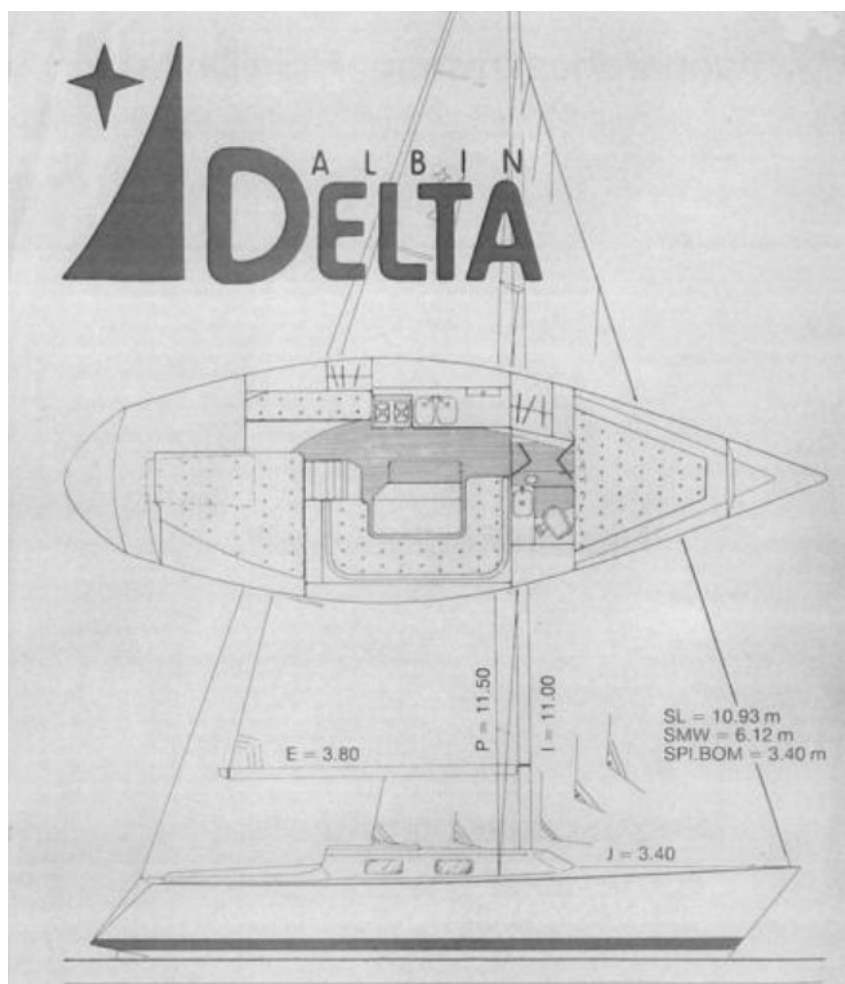 ALBIN
DELTA
P = 11.50
I = 11.00
E = 3.80
SL = 10.93 m
SMW = 6.12 m
SPI.BOM = 3.40 m
J = 3.40